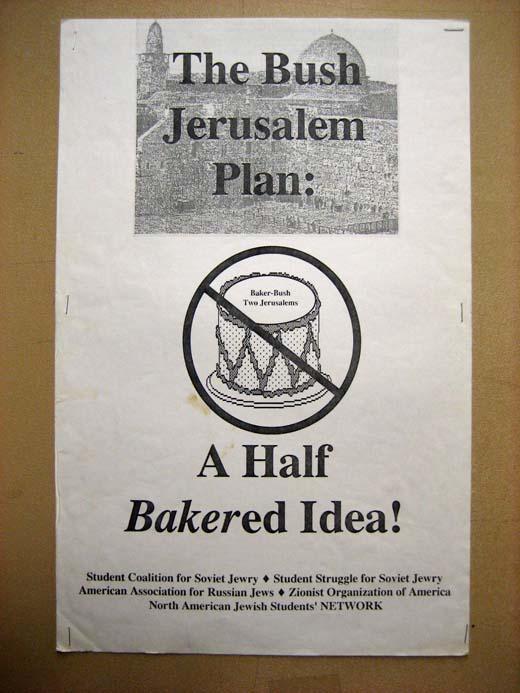 The Bush
Jerusalem
Plan:
Baker-Bush
Two Jerusalems
A Half
Bakered Idea!
Student Coalition for Soviet Jewry ♦ Student Struggle for Soviet Jewry
American Association for Russian Jews ♦ Zionist Organization of America
North American Jewish Students' NETWORK